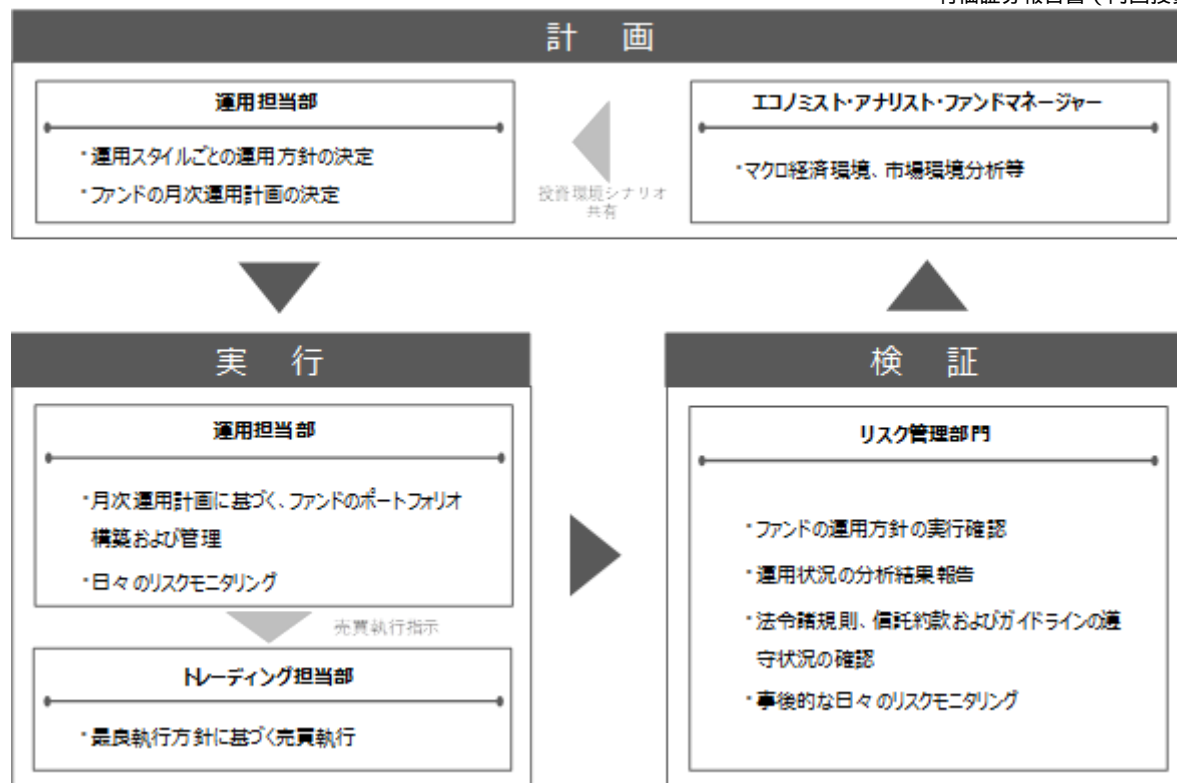 計 画
運用担当部
・運用スタイルごとの運用方針の決定
・ファンドの月次運用計画の決定
投資環境シナリオ
共有
エコノミスト・アナリスト・ファンドマネージャー
・マクロ経済環境、市場環境分析等
実 行
運用担当部
・月次運用計画に基づく、ファンドのポートフォリオ
構築および管理
・日々のリスクモニタリング
売買執行指示
トレーディング担当部
・最良執行方針に基づく売買執行
検 証
リスク管理部門
・ファンドの運用方針の実行確認
・運用状況の分析結果報告
・法令諸規則、信託約款およびガイドラインの遵
守状況の確認
・事後的な日々のリスクモニタリング